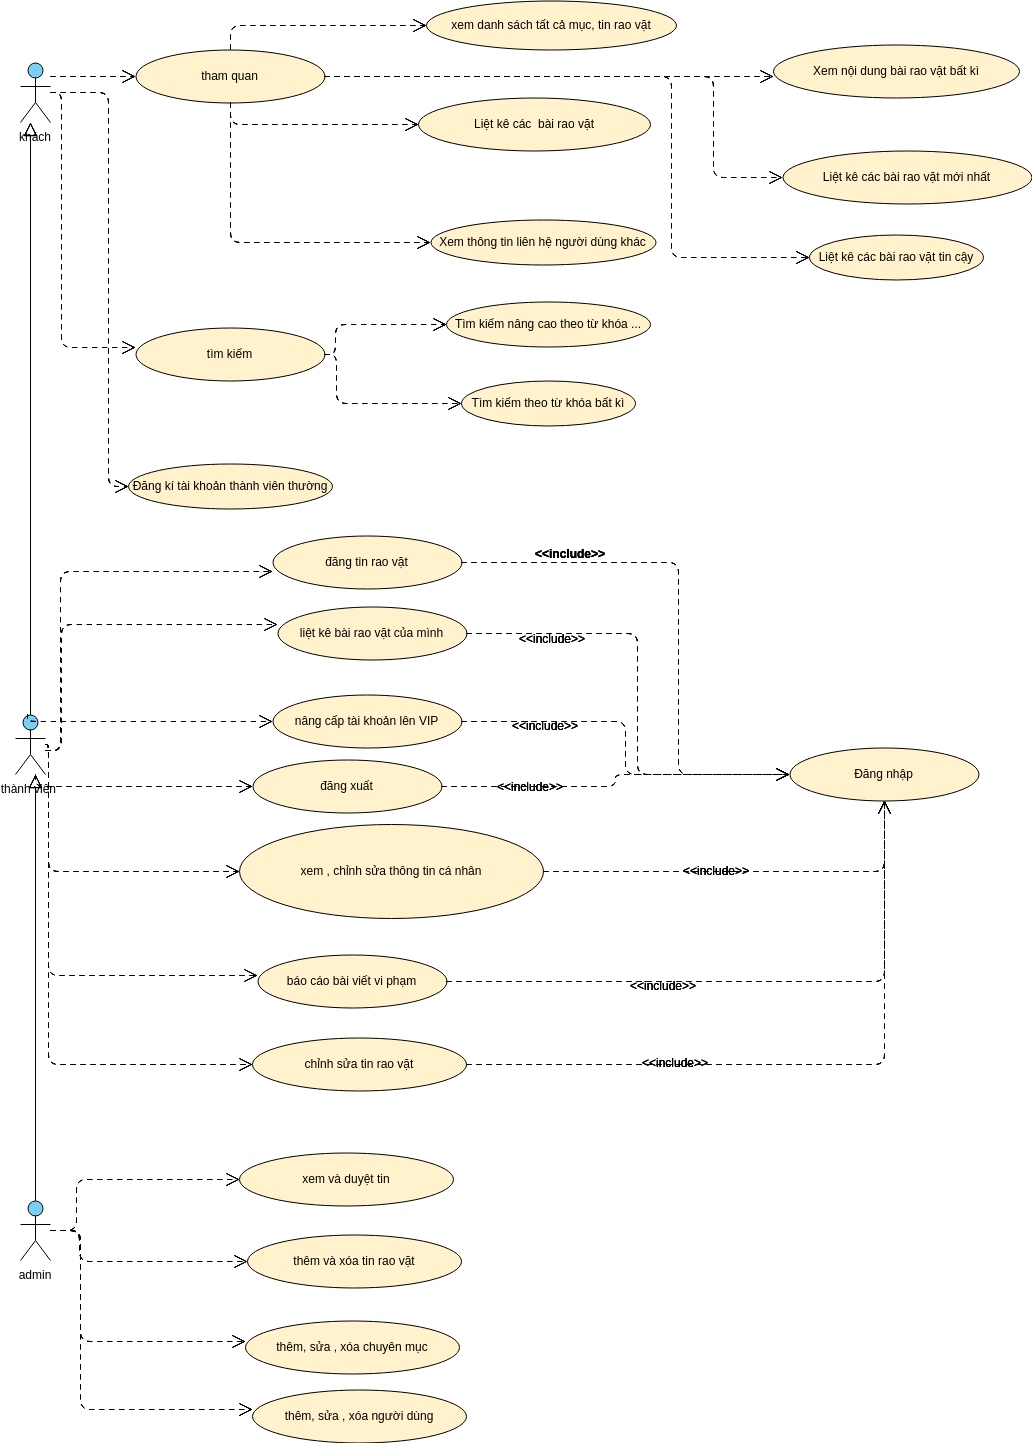 xem danh sách tất cả mục, tin rao vặt
tham quan
Xem nội dung bài rao vặt bất kì
khách
Liệt kê các  bài rao vặt
Liệt kê các bài rao vặt mới nhất
Xem thông tin liên hệ người dùng khác
Liệt kê các bài rao vặt tin cậy
Tìm kiếm nâng cao theo từ khóa ...
tìm kiếm
Tìm kiếm theo từ khóa bất kì
Đăng kí tài khoản thành viên thường
đăng tin rao vặt
<<include>>
liệt kê bài rao vặt của mình
<<include>>
nâng cấp tài khoản lên VIP
<<include>>
Đăng nhập
thành viên
đăng xuất
<<include>>
xem , chỉnh sửa thông tin cá nhân
<<include>>
báo cáo bài viết vi phạm
<<include>>
chỉnh sửa tin rao vặt
<<include>>
xem và duyệt tin
thêm và xóa tin rao vặt
admin
thêm, sửa , xóa chuyên mục
thêm, sửa , xóa người dùng